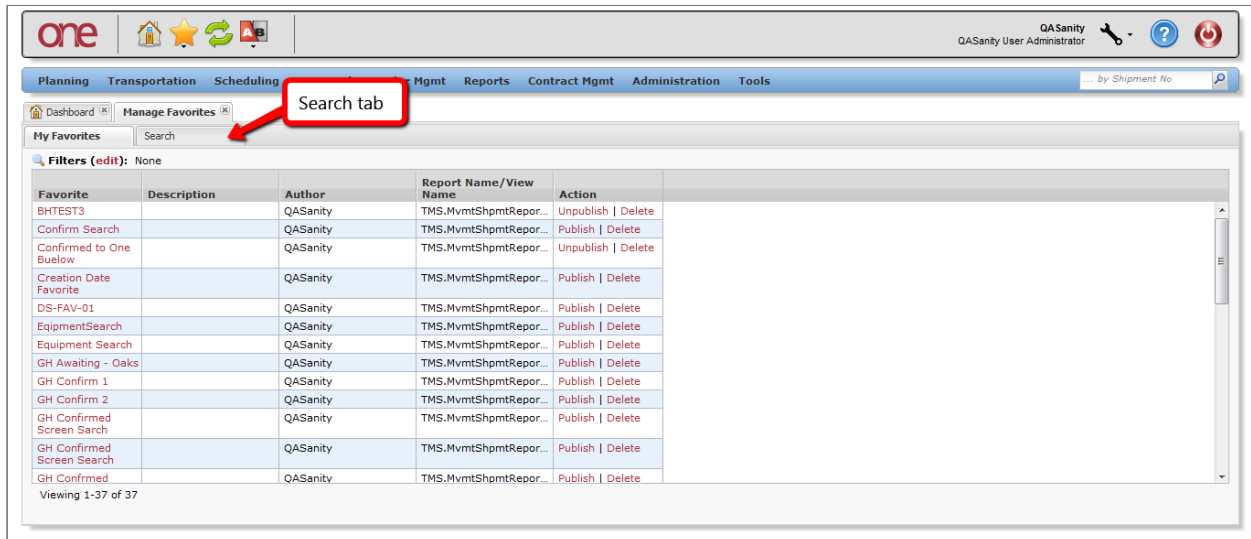 one
A B
QASanity
QASanity User Administrator
?
Planning Transportation Scheduling Mgmt Reports Contract Mgmt Administration Tools
... by Shipment No
Dashboard Manage Favorites
Search tab
My Favorites Search
Filters (edit): None
Report Name/View
Favorite Description Author Name Action
BHTEST3 QASanity TMS.MvmtShpmtRepor... Unpublish | Delete
Confirm Search QASanity TMS.MvmtShpmtRepor... Publish | Delete
Confirmed to One QASanity TMS.MvmtShpmtRepor... Unpublish | Delete
Buelow
Creation Date QASanity TMS.MvmtShpmtRepor... Publish | Delete
Favorite
DS-FAV-01 QASanity TMS.MvmtShpmtRepor... Publish | Delete
EqipmentSearch QASanity TMS.MvmtShpmtRepor... Publish | Delete
Equipment Search QASanity TMS.MvmtShpmtRepor... Publish | Delete
GH Awaiting - Oaks QASanity TMS.MvmtShpmtRepor... Publish | Delete
GH Confirm 1 QASanity TMS.MvmtShpmtRepor... Publish | Delete
GH Confirm 2 QASanity TMS.MvmtShpmtRepor... Publish | Delete
GH Confirmed QASanity TMS.MvmtShpmtRepor... Publish | Delete
Screen Sarch
GH Confirmed QASanity TMS.MvmtShpmtRepor... Publish | Delete
Screen Search
GH Confrmed QASanity TMS.MvmtShpmtRepor... Publish | Delete
Viewing 1-37 of 37